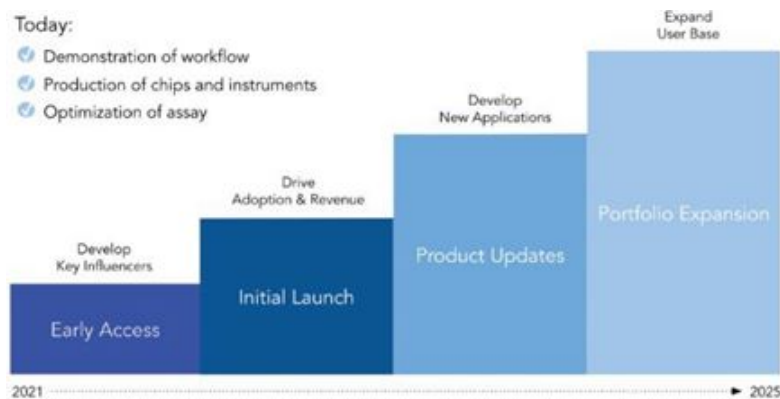 Today:
Demonstration of workflow
Production of chips and instruments
Optimization of assay
Expand
User Base
Develop
New Applications
Drive
Adoption & Revenue
Develop
Key Influencers
Portfolio Expansion
Product Updates
Initial Launch
Early Access
2021
2025